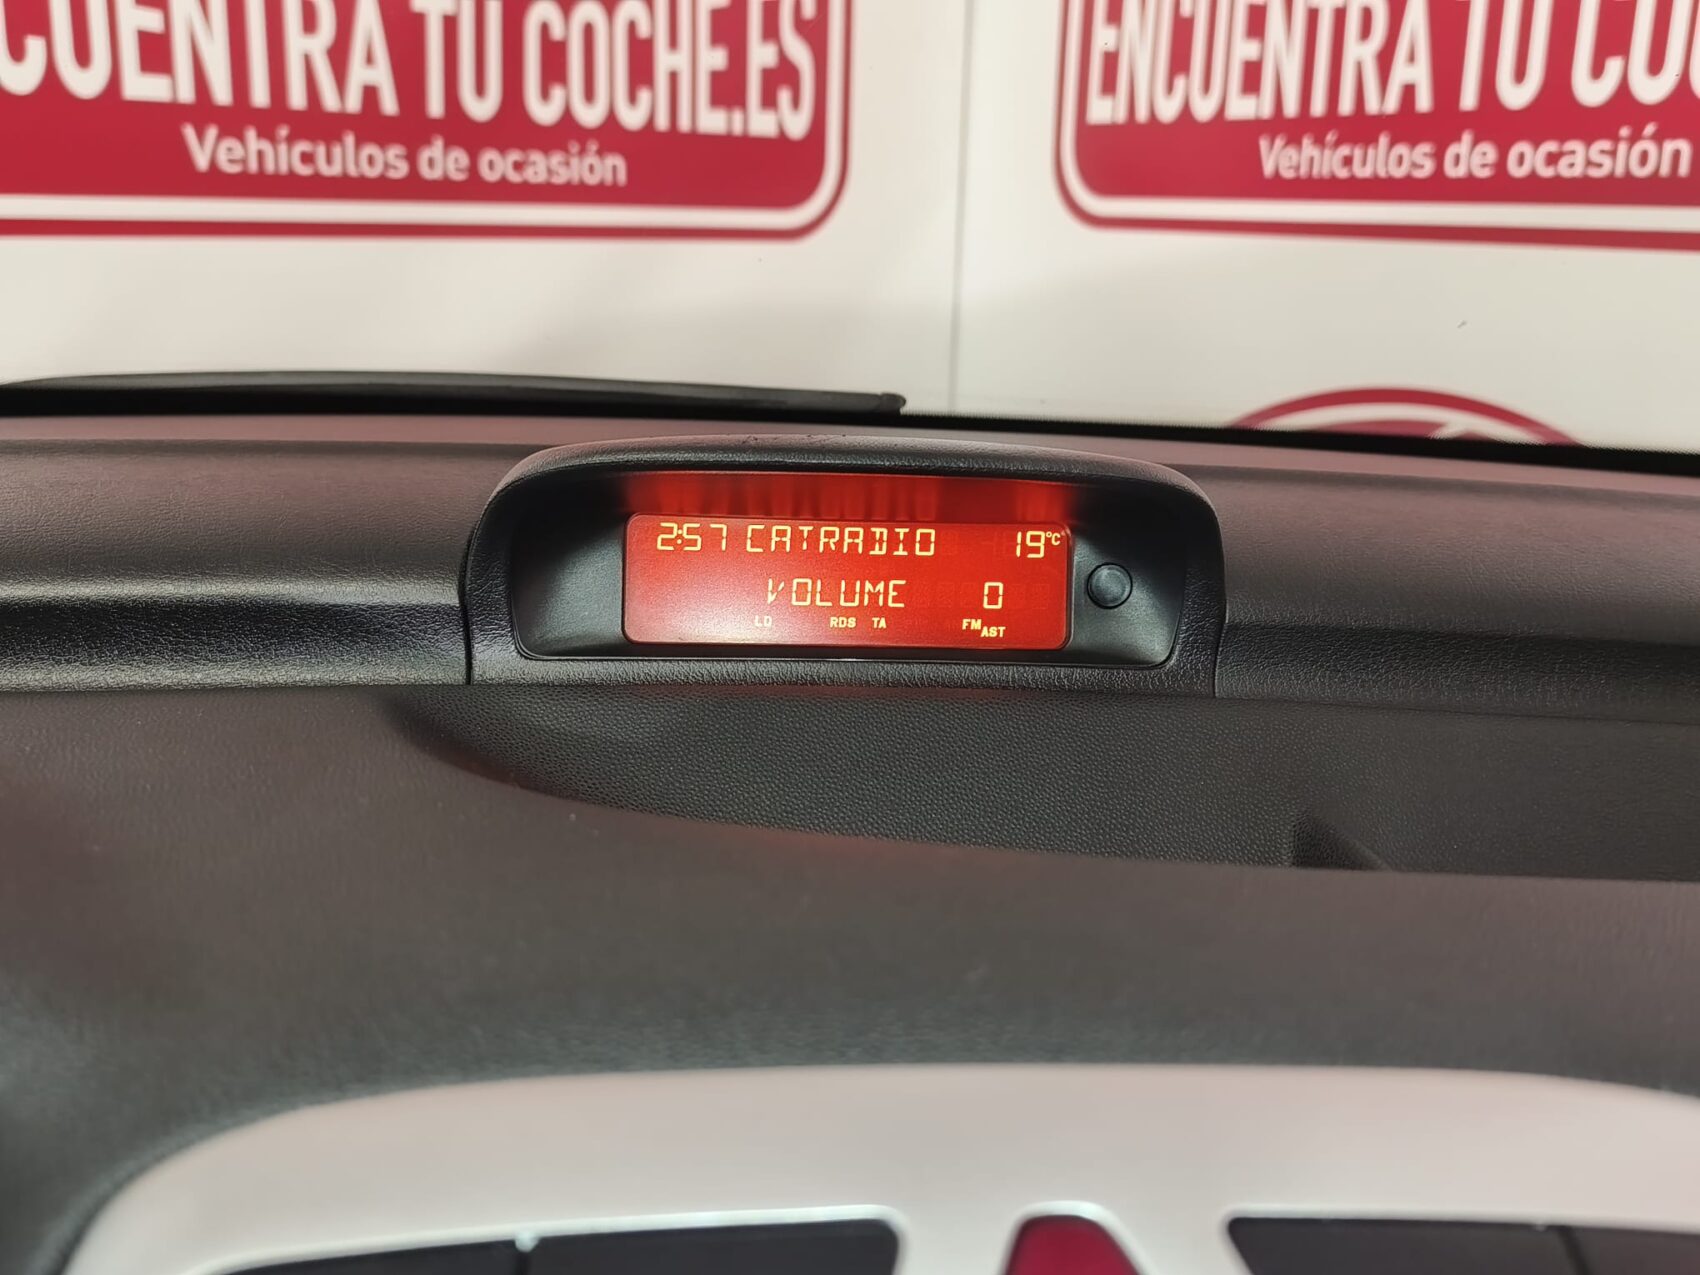 CUENTRA TU COCHE.ES
Vehículos de ocasión
ENCUENTRA TU COC
Vehículos de ocasión
2:57 CATRADIO 19°C
VOLUME 0
LO RDS TA FM AST